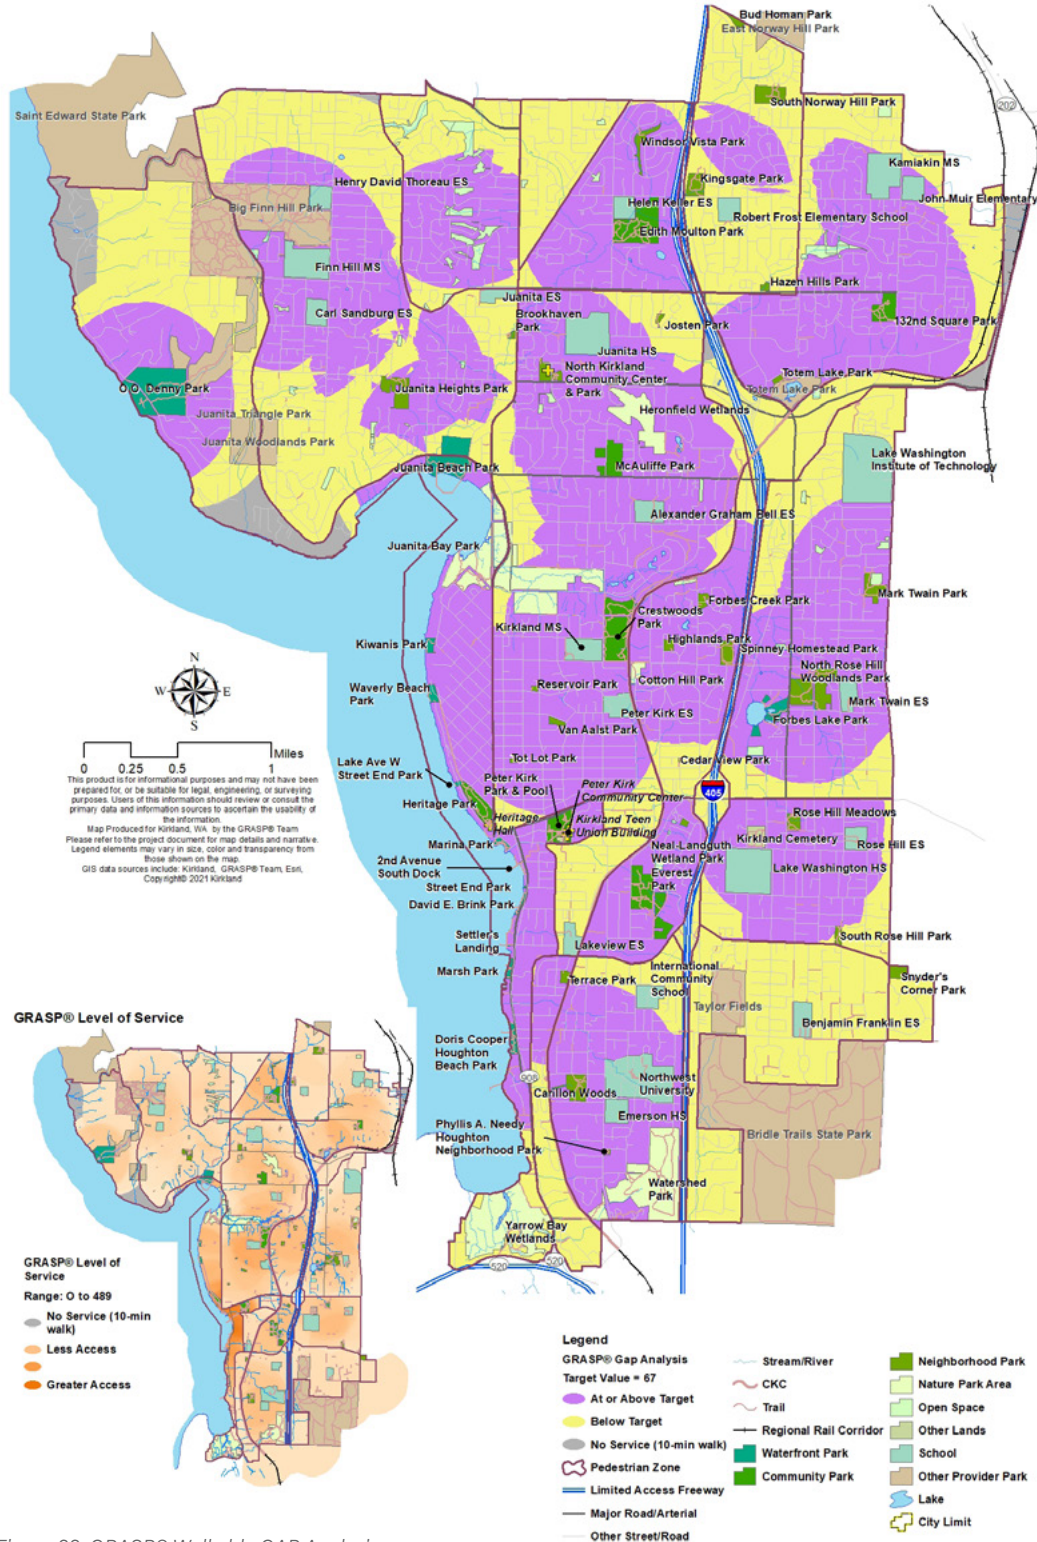 Bud Homan Park
East Norway Hill Park
South Norway Hill Park
202
Saint Edward State Park
Windsor Vista Park
Kamiakin MS
Henry David Thoreau ES
Kingsgate Park
John Muir Elementary
Big Finn Hill Park
Helen Keller ES
Robert Frost Elementary School
Edith Moulton Park
Finn Hill MS
Hazen Hills Park
Juanita ES
Carl Sandburg ES
Brookhaven
Park
Josten Park
132nd Square Park
Juanita HS
North Kirkland
Community Center
& Park
Totem Lake Park
Totem Lake Park
O.O. Denny Park
Juanita Heights Park
Juanita Triangle Park
Heronfield Wetlands
Juanita Woodlands Park
Lake Washington
Institute of Technology
Juanita Beach Park
McAuliffe Park
Alexander Graham Bell ES
Juanita Bay Park
Mark Twain Park
Forbes Creek Park
Crestwoods
Park
Kirkland MS
Highlands Park
Kiwanis Park
Spinney Homestead Park
North Rose Hill
Woodlands Park
Cotton Hill Park
Reservoir Park
Waverly Beach
Park
Mark Twain ES
Peter Kirk ES
Forbes Lake Park
Van Aalst Park
N
W
E
S
0 0.25 0.5 1
Miles
This product is for informational purposes and may not have been
prepared for, or be suitable for legal, engineering, or surveying
purposes. Users of this information should review or consult the
primary data and information sources to ascertain the usability of
the information.
Map Produced for Kirkland, WA by the GRASP® Team
Please refer to the project document for map details and narrative.
Legend elements may vary in size, color and transparency from
those shown on the map.
GIS data sources include: Kirkland, GRASP® Team, Esri,
Copyright© 2021 Kirkland
Lake Ave W
Street End Park
Tot Lot Park
Cedar View Park
Peter Kirk
Park & Pool
Peter Kirk
Community Center
405
Heritage Park
Heritage
Hall
Kirkland Teen
Union Building
Rose Hill Meadows
Kirkland Cemetery
Rose Hill ES
Marina Park
Neal-Landguth
Wetland Park
2nd Avenue
South Dock
Everest
Park
Lake Washington HS
Street End Park
David E. Brink Park
Settler's
Landing
Lakeview ES
South Rose Hill Park
Marsh Park
Terrace Park
International
Community
School
Snyder's
Corner Park
Taylor Fields
Benjamin Franklin ES
Doris Cooper
Houghton
Beach Park
908
Carillon Woods
Northwest
University
Emerson HS
Phyllis A. Needy
Houghton
Neighborhood Park
Bridle Trails State Park
Watershed
Park
Yarrow Bay
Wetlands
520
520
GRASP® Level of Service
GRASP® Level of
Service
Range: O to 489
No Service (10-min
walk)
Less Access
Greater Access
Legend
GRASP® Gap Analysis
Target Value = 67
At or Above Target
Below Target
No Service (10-min walk)
Pedestrian Zone
Limited Access Freeway
Major Road/Arterial
Other Street/Road
Stream/River
CKC
Trail
Regional Rail Corridor
Waterfront Park
Community Park
Neighborhood Park
Nature Park Area
Open Space
Other Lands
School
Other Provider Park
Lake
City Limit